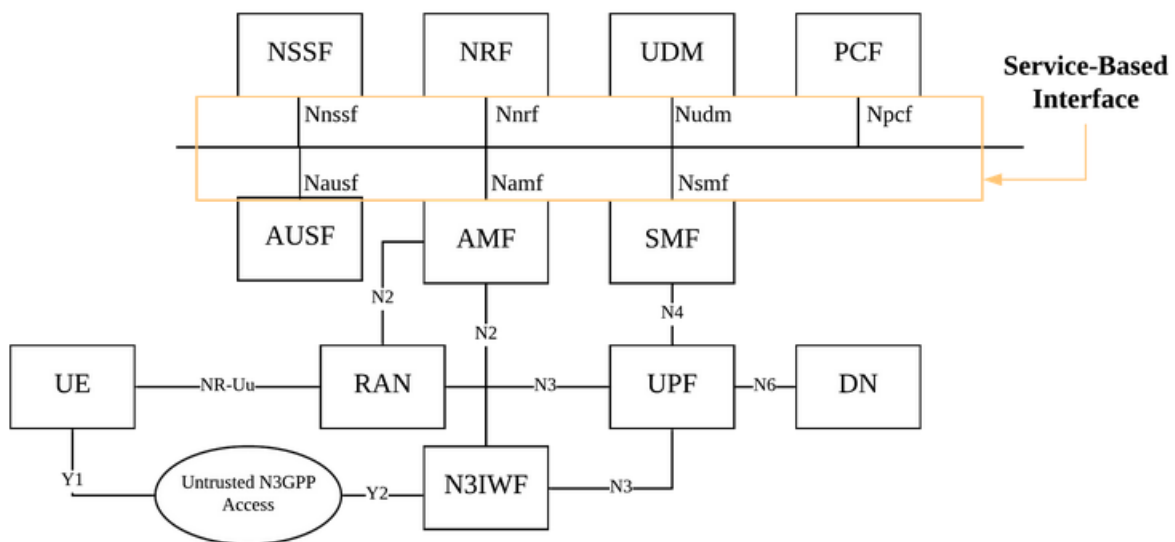 NSSF
NRF
UDM
PCF
Service-Based
Interface
Nnssf
Nnrf
Nudm
Npcf
Nausf
Namf
Nsmf
AUSF
AMF
SMF
N2
N2
N4
UE
NR-Uu
RAN
N3
UPF
N6
DN
Y1
Untrusted N3GPP
Access
Y2
N3IWF
N3